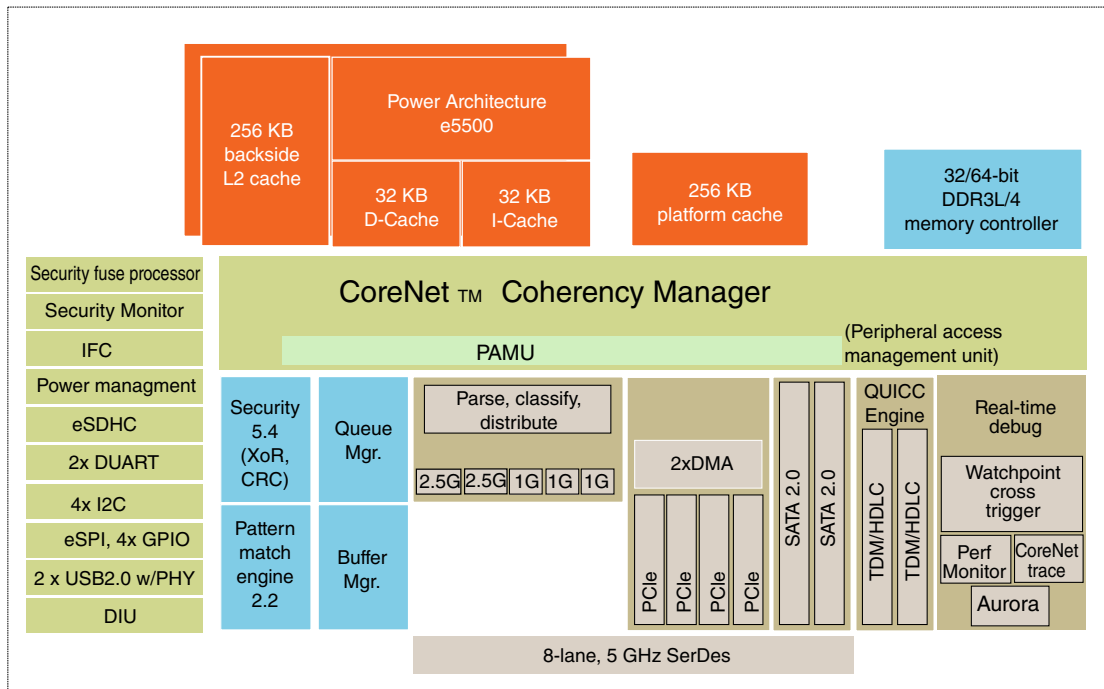 256 KB
backside
L2 cache
Power Architecture
e5500
32 KB
D-Cache
32 KB
I-Cache
256 KB
platform cache
32/64-bit
DDR3L/4
memory controller
Security fuse processor
Security Monitor
IFC
Power managment
eSDHC
2x DUART
4x I2C
eSPI, 4x GPIO
2 x USB2.0 w/PHY
DIU
CoreNet TM Coherency Manager
PAMU
(Peripheral access
management unit)
Security
5.4
(XoR,
CRC)
Queue
Mgr.
Pattern
match
engine
2.2
Buffer
Mgr.
Parse, classify,
distribute
2.5G
2.5G
1G
1G
1G
2xDMA
PCIe
PCIe
PCIe
PCIe
SATA 2.0
SATA 2.0
QUICC
Engine
TDM/HDLC
TDM/HDLC
Real-time
debug
Watchpoint
cross
trigger
Perf
Monitor
CoreNet
trace
Aurora
8-lane, 5 GHz SerDes